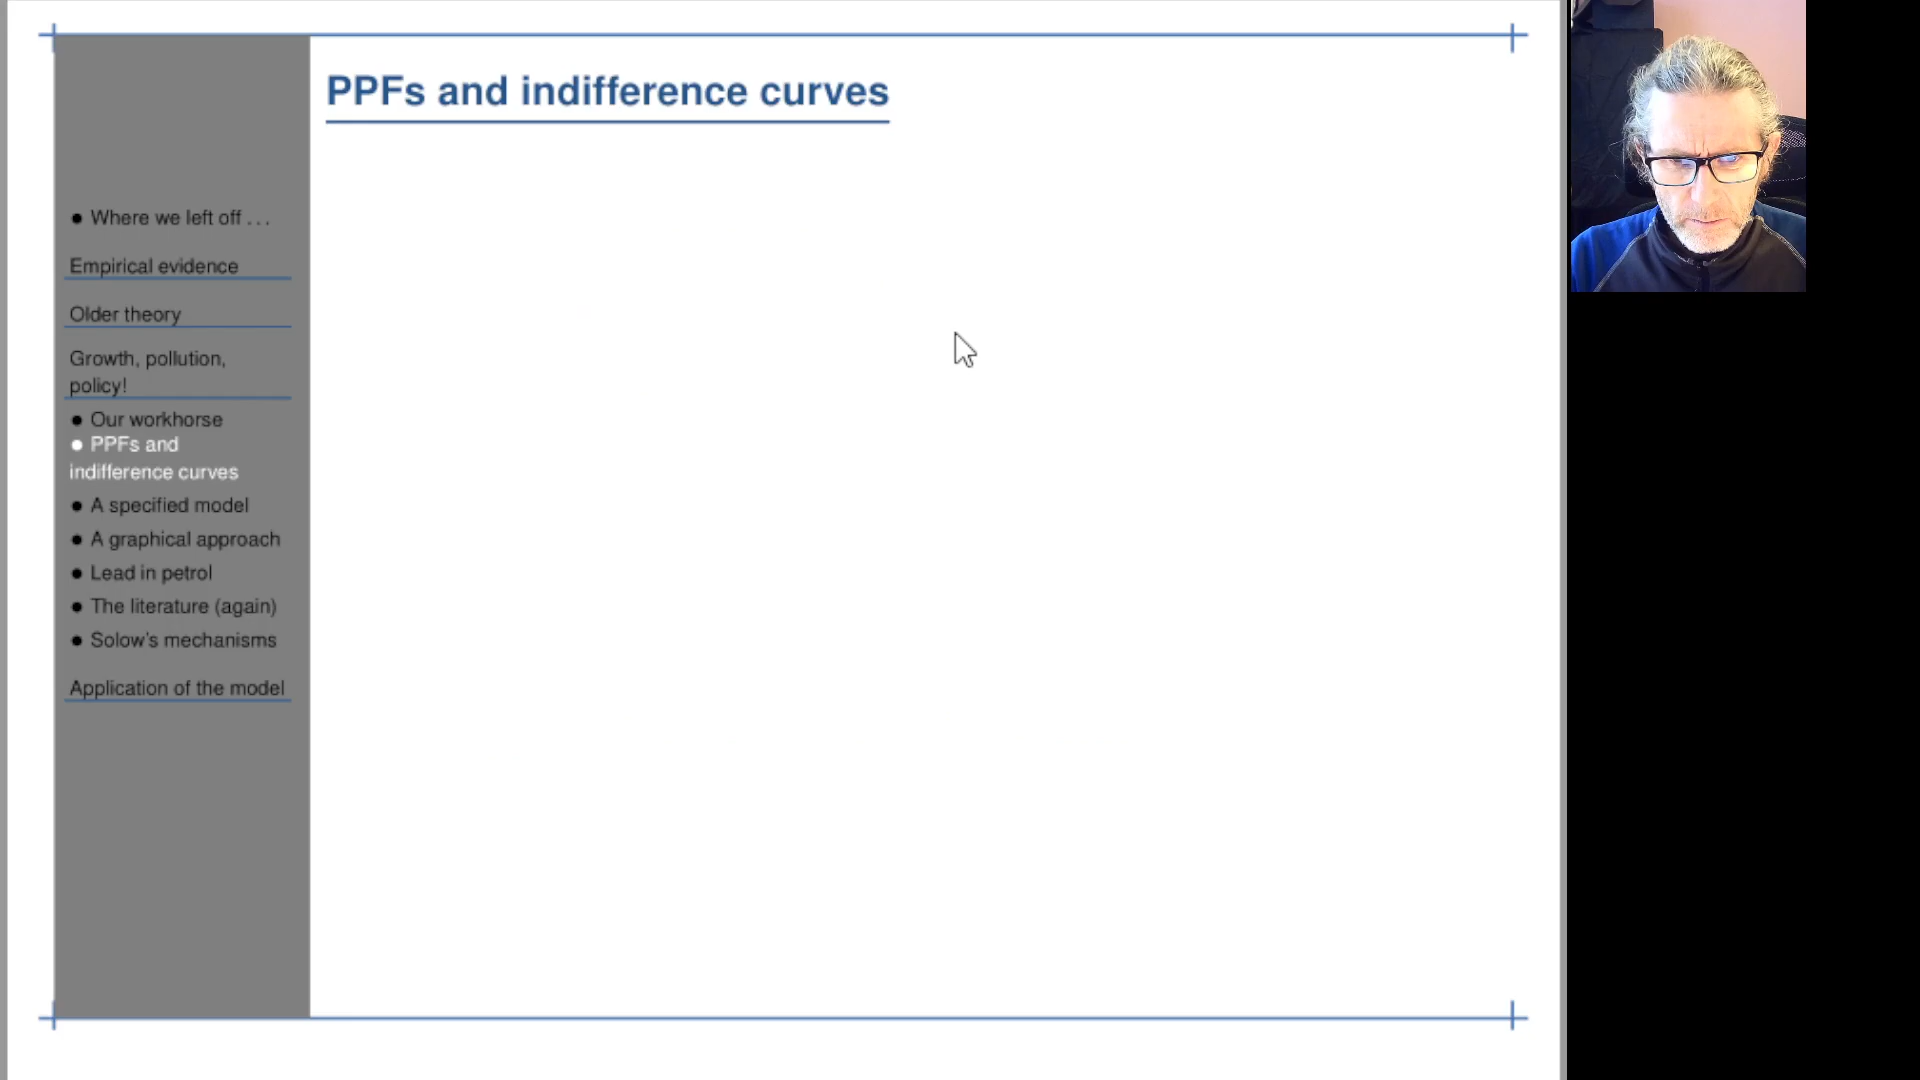 PPFs and indifference curves
● Where we left off . . .
Empirical evidence
Older theory
Growth, pollution,
policy!
● Our workhorse
● PPFs and
indifference curves
● A specified model
● A graphical approach
● Lead in petrol
● The literature (again)
● Solow's mechanisms
Application of the model